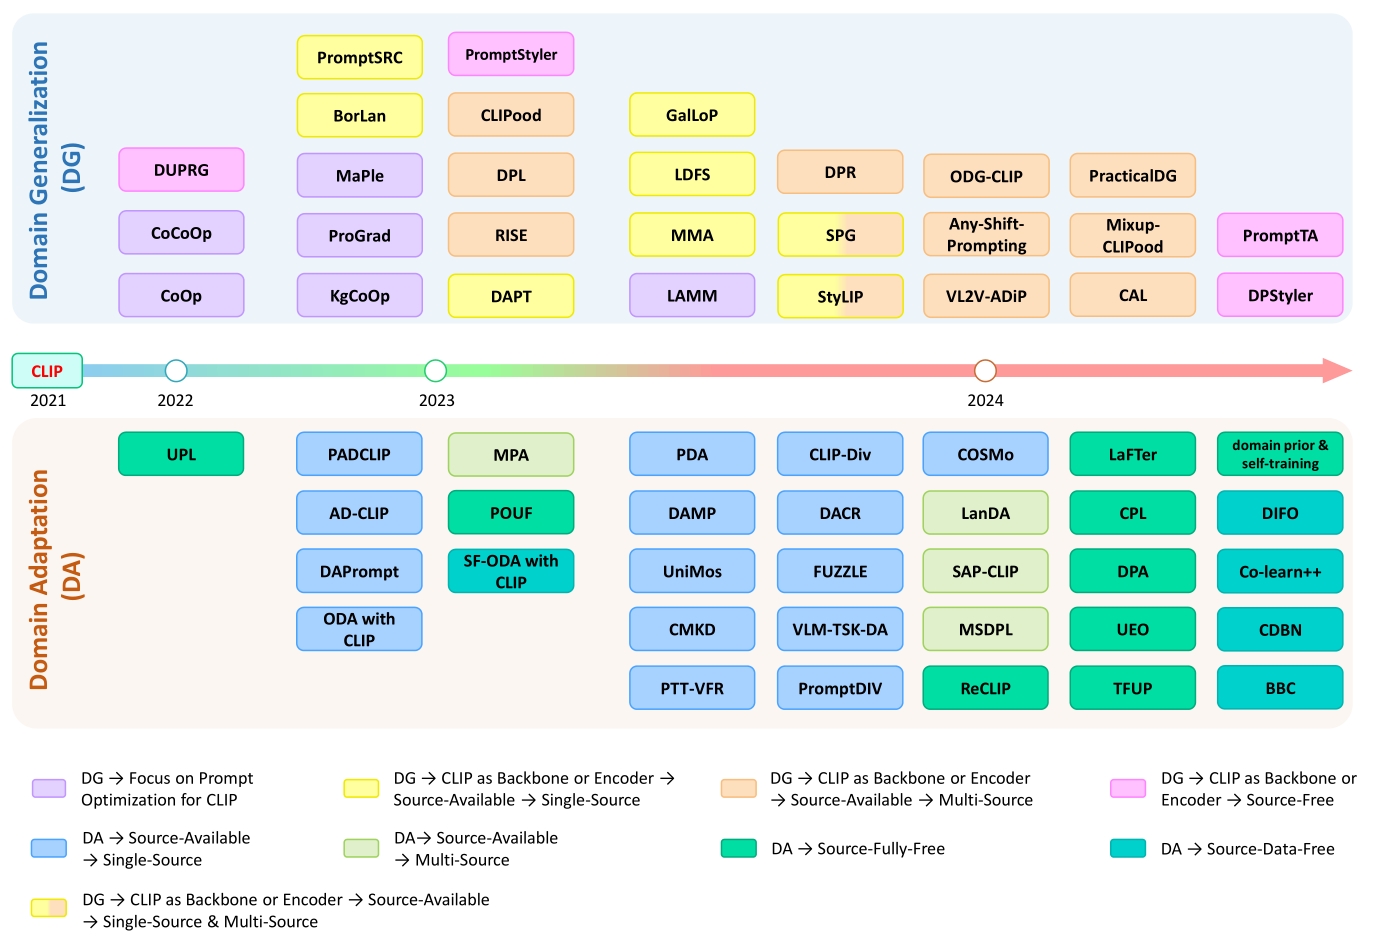 Domain Generalization
(DG)
PromptSRC
PromptStyler
BorLan
CLIPood
GalLoP
DUPRG
MaPle
DPL
LDFS
DPR
ODG-CLIP
PracticalDG
CoCoOp
ProGrad
RISE
MMA
SPG
Any-Shift-
Prompting
Mixup-
CLIPood
PromptTA
CoOp
KgCoOp
DAPT
LAMM
StyLIP
VL2V-ADiP
CAL
DPStyler
CLIP
2021
2022
2023
2024
Domain Adaptation
(DA)
UPL
PADCLIP
MPA
PDA
CLIP-Div
COSMo
LaFTer
domain prior &
self-training
AD-CLIP
POUF
DAMP
DACR
LanDA
CPL
DIFO
DAPrompt
SF-ODA with
CLIP
UniMos
FUZZLE
SAP-CLIP
DPA
Co-learn++
ODA with
CLIP
CMKD
VLM-TSK-DA
MSDPL
UEO
CDBN
PTT-VFR
PromptDIV
ReCLIP
TFUP
BBC
DG → Focus on Prompt
Optimization for CLIP
DG → CLIP as Backbone or Encoder →
Source-Available → Single-Source
DG → CLIP as Backbone or Encoder
→ Source-Available → Multi-Source
DG → CLIP as Backbone or
Encoder → Source-Free
DA → Source-Available
→ Single-Source
DA→ Source-Available
→ Multi-Source
DA → Source-Fully-Free
DA → Source-Data-Free
DG → CLIP as Backbone or Encoder → Source-Available
→ Single-Source & Multi-Source